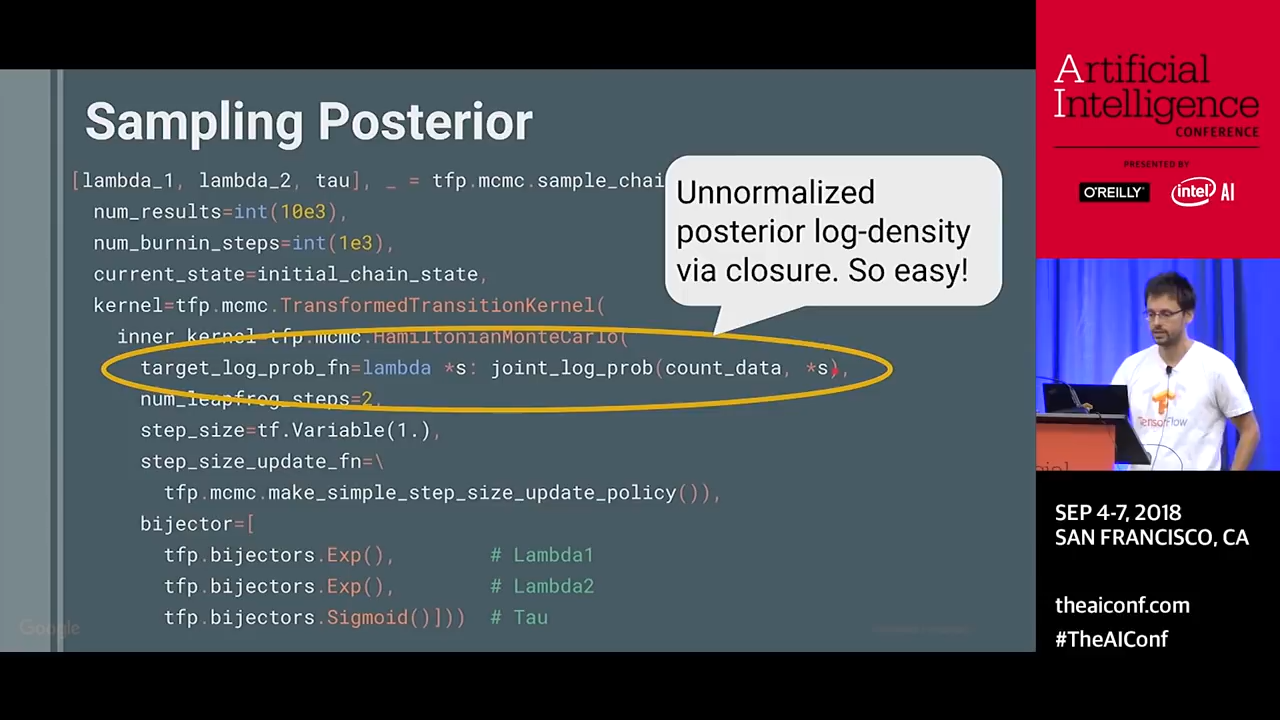 Sampling Posterior
[lambda_1, lambda_2, tau], _ = tfp.mcmc.sample_chai
num_results=int(10e3),
num_burnin_steps=int(1e3),
current_state=initial_chain_state,
kernel=tfp.mcmc.TransformedTransitionKernel(
inner_kernel=tfp.mcmc.HamiltonianMonteCarlo(
target_log_prob_fn=lambda *s: joint_log_prob(count_data, *s),
num_leapfrog_steps=2,
step_size=tf.Variable(1.),
step_size_update_fn=\
tfp.mcmc.make_simple_step_size_update_policy()),
bijector=[
tfp.bijectors.Exp(), # Lambda1
tfp.bijectors.Exp(), # Lambda2
tfp.bijectors.Sigmoid()])) # Tau
Unnormalized
posterior log-density
via closure. So easy!
Google
Artificial
Intelligence
CONFERENCE
PRESENTED BY
O'REILLY
intel AI
TensorFlow
SEP 4-7, 2018
SAN FRANCISCO, CA
theaiconf.com
#TheAIConf